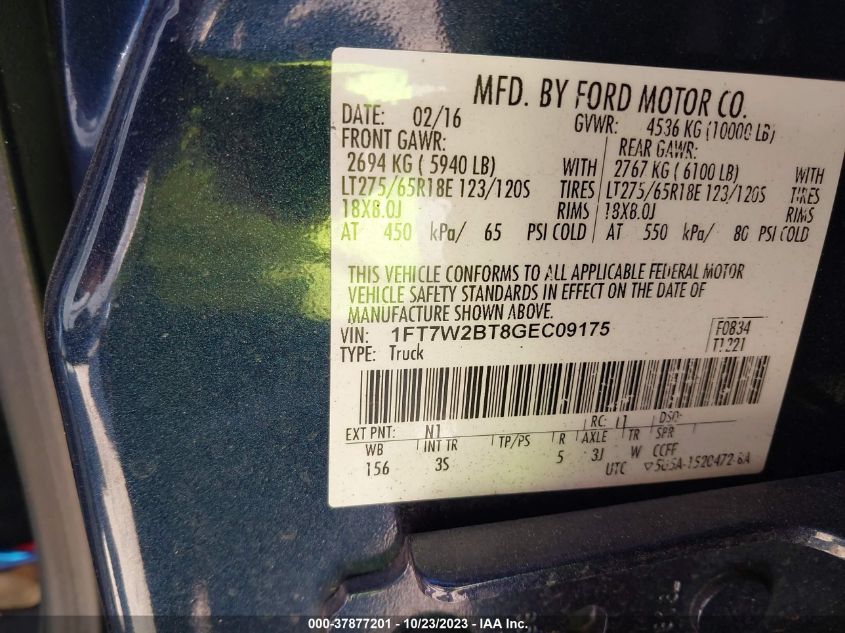 MFD. BY FORD MOTOR CO.
DATE: 02/16 GVWR: 4536 KG (10000 LB)
FRONT GAWR: REAR GAWR:
2694 KG ( 5940 LB) WITH 2767 KG ( 6100 LB) WITH
LT275/65R18E 123/120S TIRES LT275/65R18E 123/120S TIRES
18X8.0J RIMS 18X8.0J RIMS
AT 450 kPa/ 65 PSI COLD AT 550 kPa/ 80 PSI COLD
THIS VEHICLE CONFORMS TO ALL APPLICABLE FEDERAL MOTOR
VEHICLE SAFETY STANDARDS IN EFFECT ON THE DATE OF
MANUFACTURE SHOWN ABOVE.
VIN: 1FT7W2BT8GEC09175 F0834
TYPE: Truck T1221
EXT PNT: N1 RC: L1 DSO:
WB INT TR TP/PS R AXLE TR SPR
156 3S 5 3J W CCFF
UTC
000-37877201 - 10/23/2023 - IAA Inc.